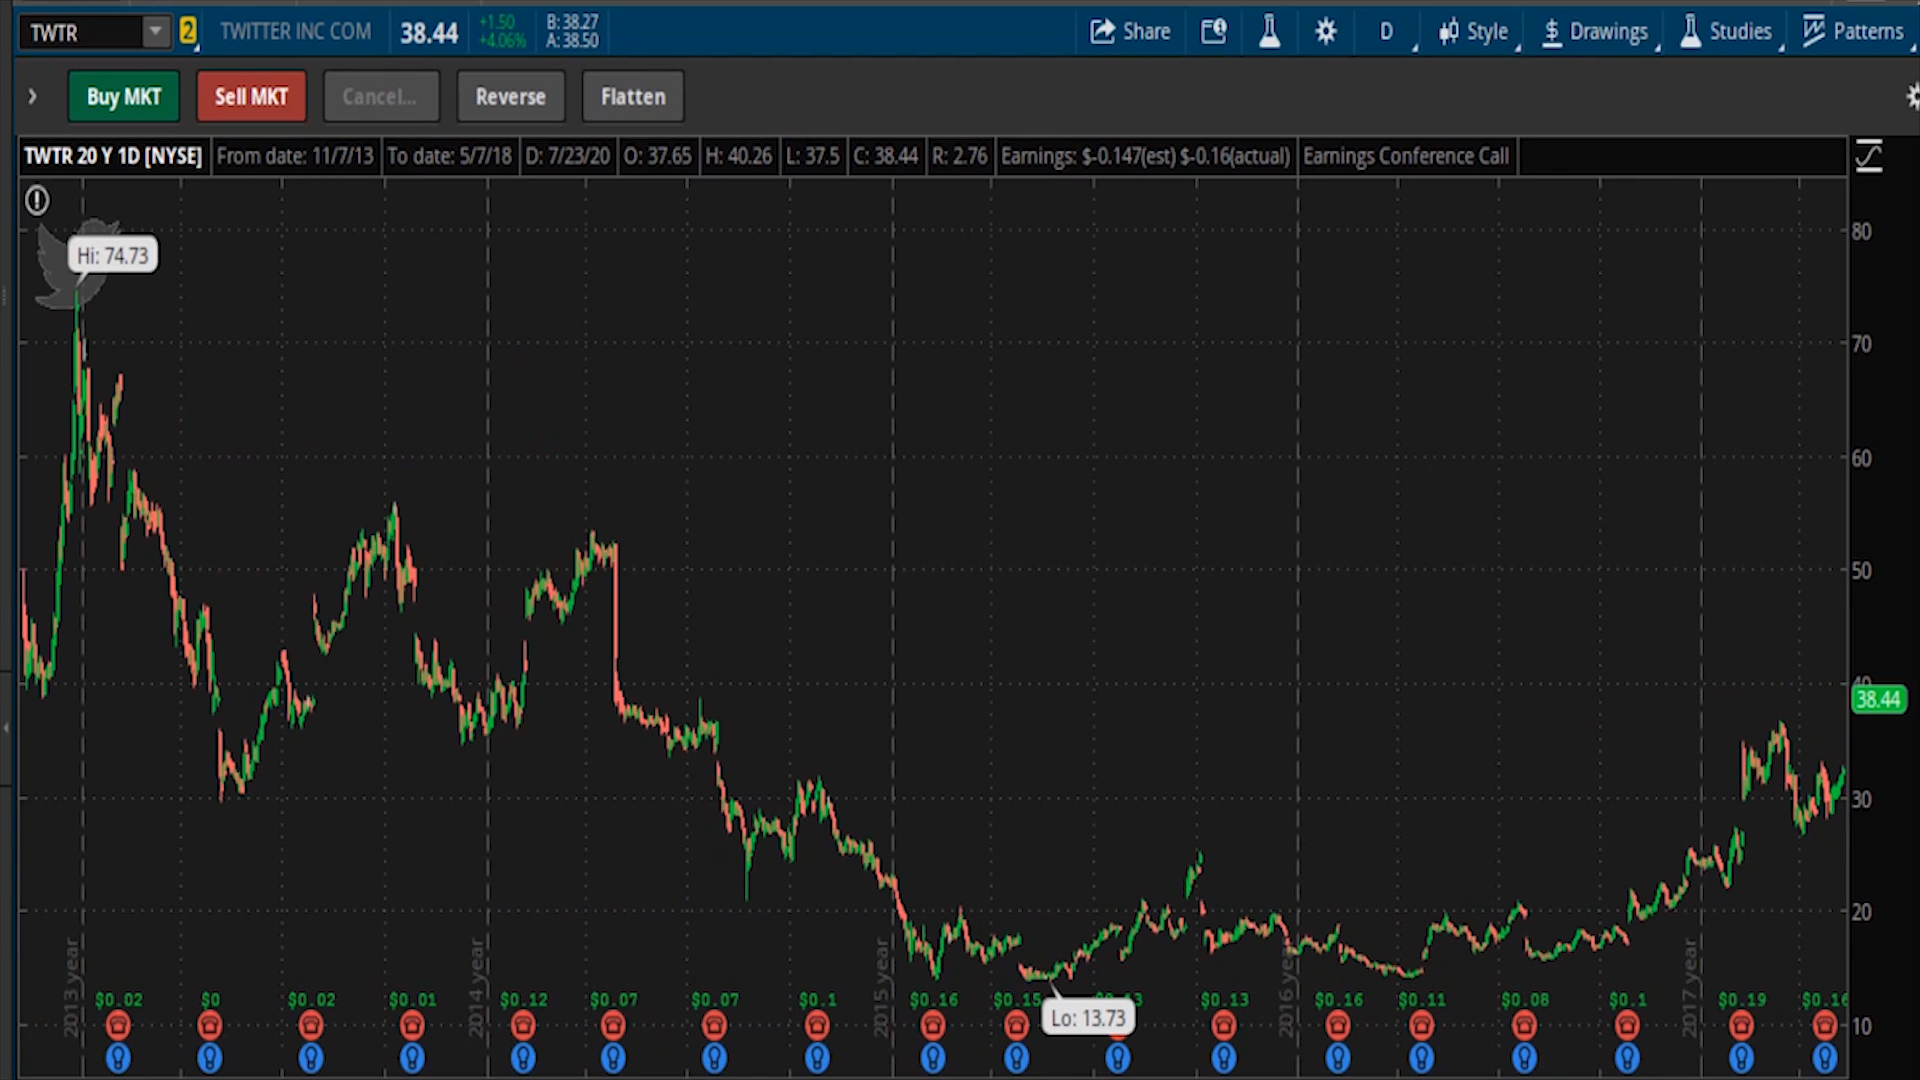 TWTR
2
TWITTER INC COM
38.44
+1.50
+4.06%
B: 38.27
A: 38.50
Share
D
Style
$ Drawings
Studies
Patterns
Buy MKT
Sell MKT
Cancel...
Reverse
Flatten
TWTR 20 Y 1D [NYSE]
From date: 11/7/13
To date: 5/7/18
D: 7/23/20
O: 37.65
H: 40.26
L: 37.5
C: 38.44
R: 2.76
Earnings: $-0.147(est) $-0.16(actual)
Earnings Conference Call
Hi: 74.73
80
70
60
50
40
38.44
30
20
10
2013 year
2014 year
2015 year
2016 year
2017 year
$0.02
$0
$0.02
$0.01
$0.12
$0.07
$0.07
$0.1
$0.16
$0.15
$0.13
$0.16
$0.11
$0.08
$0.1
$0.19
$0.16
Lo: 13.73